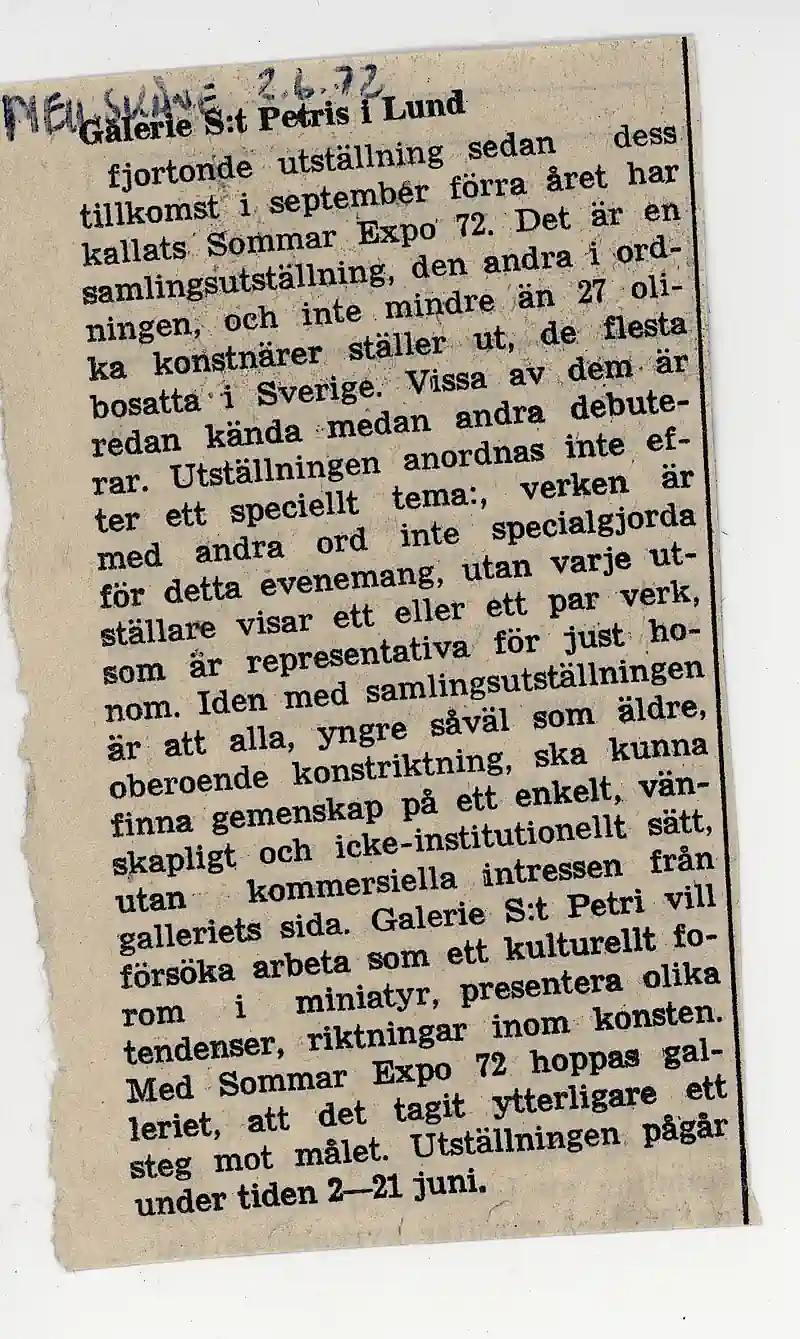 MELLSKÅNE 2.6.72
Galerie S:t Petris i Lund
fjortonde utställning sedan dess
tillkomst i september förra året har
kallats Sommar Expo 72. Det är en
samlingsutställning, den andra i ord-
ningen, och inte mindre än 27 oli-
ka konstnärer ställer ut, de flesta
bosatta i Sverige. Vissa av dem är
redan kända medan andra debute-
rar. Utställningen anordnas inte ef-
ter ett speciellt tema:, verken är
med andra ord inte specialgjorda
för detta evenemang, utan varje ut-
ställare visar ett eller ett par verk,
som är representativa för just ho-
nom. Iden med samlingsutställningen
är att alla, yngre såväl som äldre,
oberoende konstriktning, ska kunna
finna gemenskap på ett enkelt, vän-
skapligt och icke-institutionellt sätt,
utan kommersiella intressen från
galleriets sida. Galerie S:t Petri vill
försöka arbeta som ett kulturellt fo-
rom i miniatyr, presentera olika
tendenser, riktningar inom konsten.
Med Sommar Expo 72 hoppas gal-
leriet, att det tagit ytterligare ett
steg mot målet. Utställningen pågår
under tiden 2—21 juni.